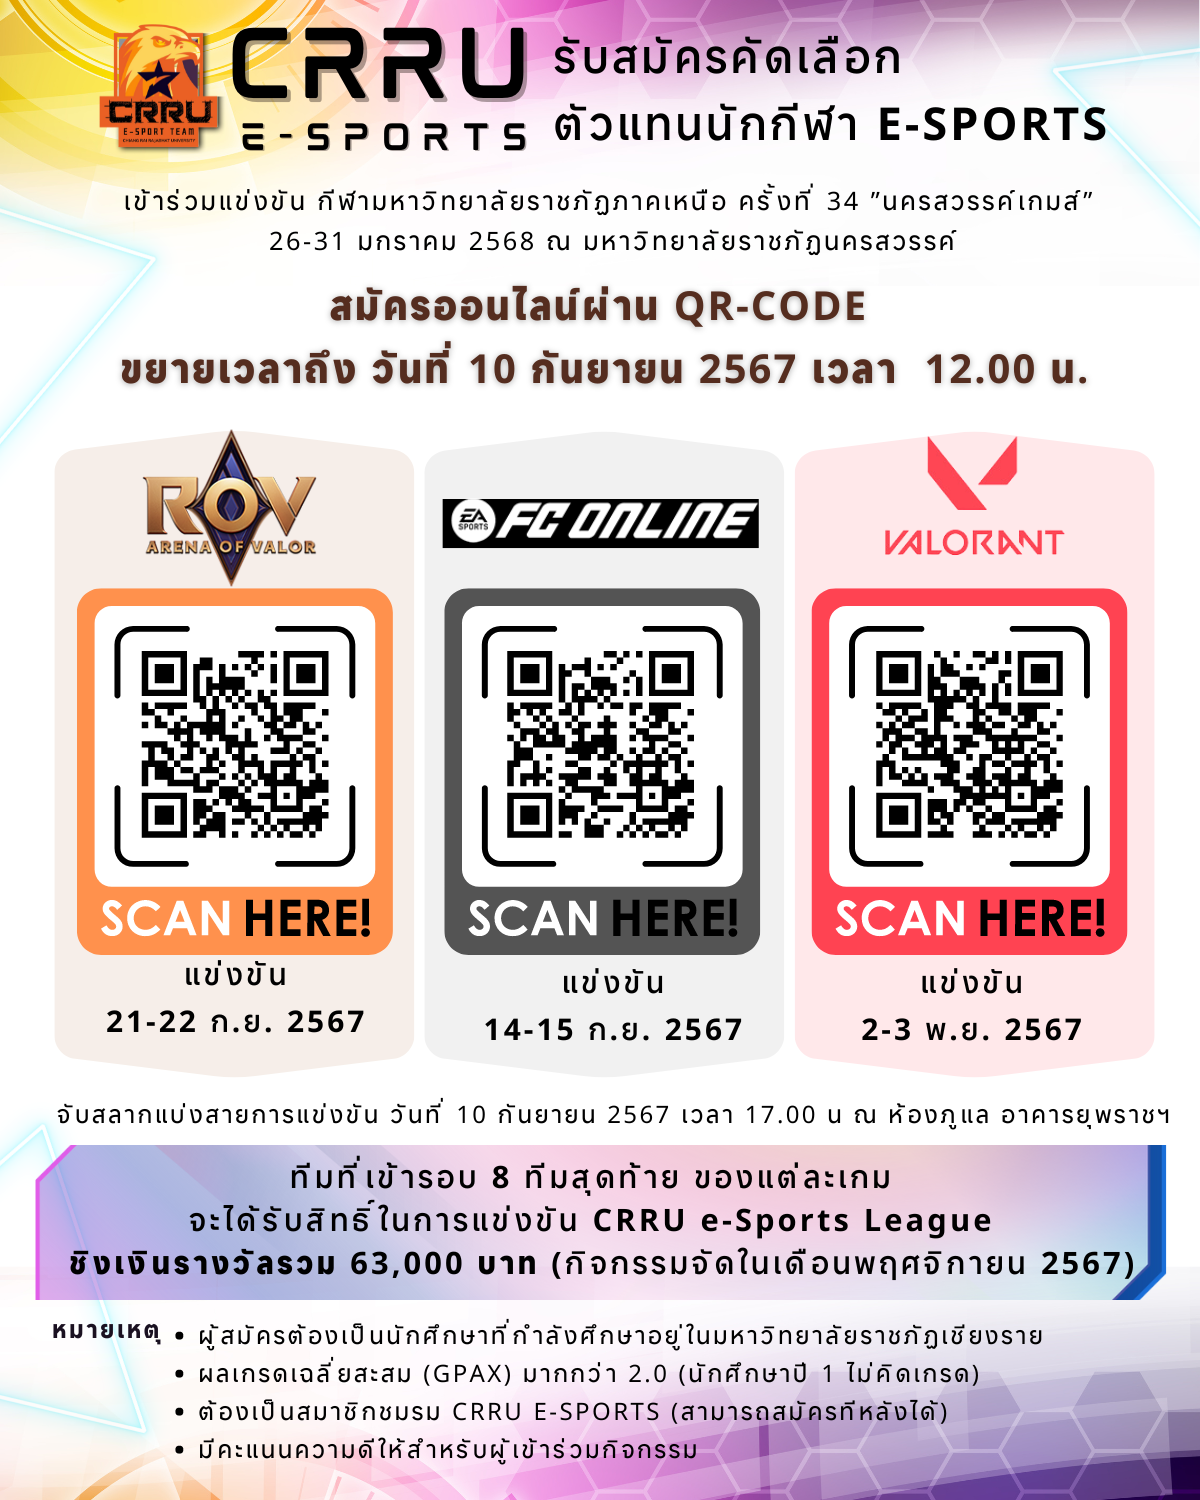 CRRU
E-SPORT TEAM
CHIANG RAI RAJABHAT UNIVERSITY
CRRU
E-SPORTS
รับสมัครคัดเลือก
ตัวแทนนักกีฬา E-SPORTS
เข้าร่วมแข่งขัน กีฬามหาวิทยาลัยราชภัฏภาคเหนือ ครั้งที่ 34 ”นครสวรรค์เกมส์”
26-31 มกราคม 2568 ณ มหาวิทยาลัยราชภัฏนครสวรรค์
สมัครออนไลน์ผ่าน QR-CODE
ขยายเวลาถึง วันที่ 10 กันยายน 2567 เวลา 12.00 น.
ROV
ARENA OF VALOR
SCAN HERE!
แข่งขัน
21-22 ก.ย. 2567
EA SPORTS FC ONLINE
SCAN HERE!
แข่งขัน
14-15 ก.ย. 2567
VALORANT
SCAN HERE!
แข่งขัน
2-3 พ.ย. 2567
จับสลากแบ่งสายการแข่งขัน วันที่ 10 กันยายน 2567 เวลา 17.00 น ณ ห้องภูแล อาคารยุพราชฯ
ทีมที่เข้ารอบ 8 ทีมสุดท้าย ของแต่ละเกม
จะได้รับสิทธิ์ในการแข่งขัน CRRU e-Sports League
ชิงเงินรางวัลรวม 63,000 บาท (กิจกรรมจัดในเดือนพฤศจิกายน 2567)
หมายเหตุ
• ผู้สมัครต้องเป็นนักศึกษาที่กำลังศึกษาอยู่ในมหาวิทยาลัยราชภัฏเชียงราย
• ผลเกรดเฉลี่ยสะสม (GPAX) มากกว่า 2.0 (นักศึกษาปี 1 ไม่คิดเกรด)
• ต้องเป็นสมาชิกชมรม CRRU E-SPORTS (สามารถสมัครทีหลังได้)
• มีคะแนนความดีให้สำหรับผู้เข้าร่วมกิจกรรม